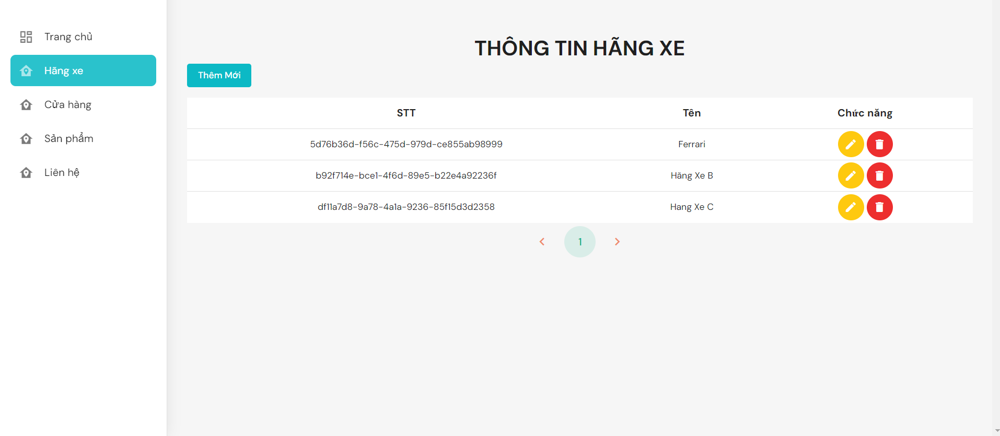 Trang chủ
Hãng xe
Cửa hàng
Sản phẩm
Liên hệ
THÔNG TIN HÃNG XE
Thêm Mới
STT Tên Chức năng
5d76b36d-f56c-475d-979d-ce855ab98999 Ferrari
b92f714e-bce1-4f6d-89e5-b22e4a92236f Hãng Xe B
df11a7d8-9a78-4a1a-9236-85f15d3d2358 Hang Xe C
1